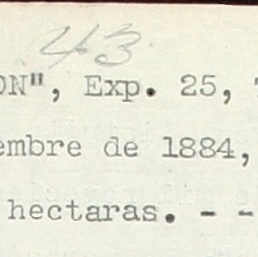 43
ON", Exp. 25,
embre de 1884,
hectaras. - -